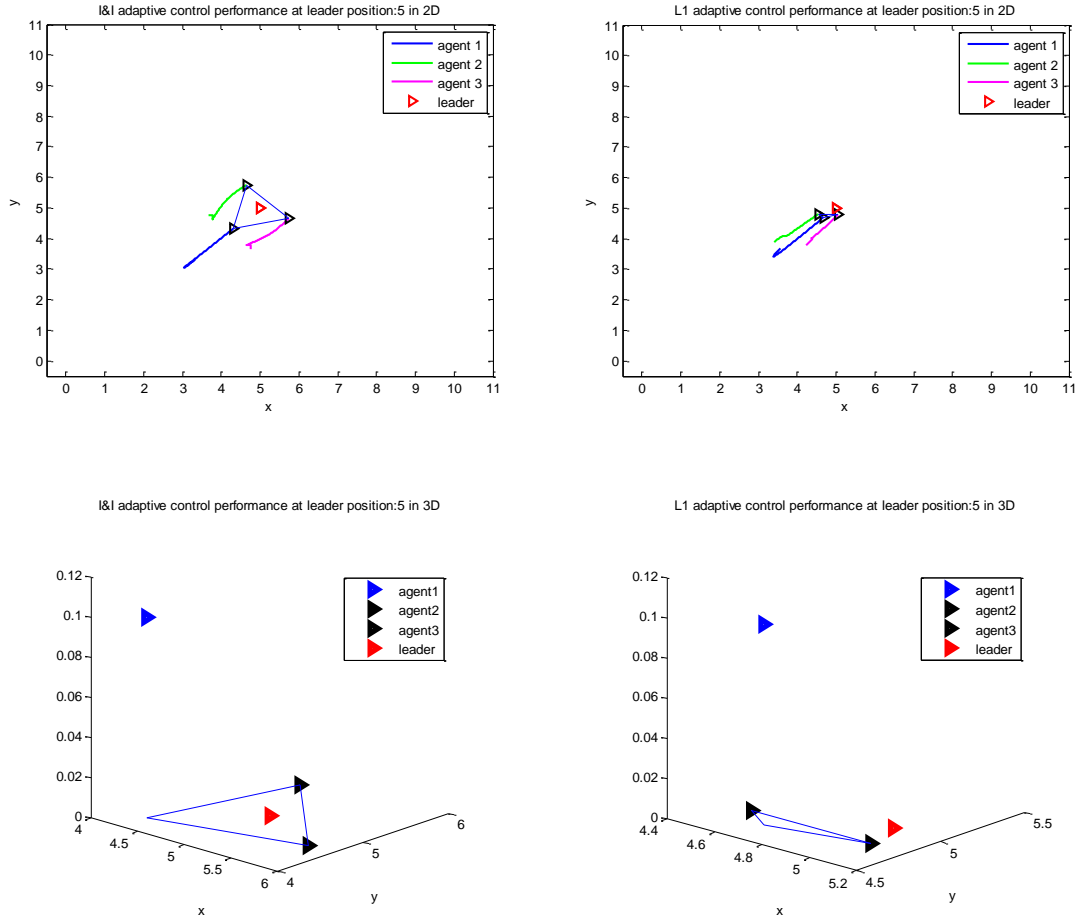 I&I adaptive control performance at leader position:5 in 2D
11
10
9
8
7
6
5
4
3
2
1
0
y
0 1 2 3 4 5 6 7 8 9 10 11
x
agent 1
agent 2
agent 3
leader
L1 adaptive control performance at leader position:5 in 2D
11
10
9
8
7
6
5
4
3
2
1
0
y
0 1 2 3 4 5 6 7 8 9 10 11
x
agent 1
agent 2
agent 3
leader
I&I adaptive control performance at leader position:5 in 3D
0.12
0.1
0.08
0.06
0.04
0.02
0
4
4.5
5
5.5
6
x
4
5
6
y
agent1
agent2
agent3
leader
L1 adaptive control performance at leader position:5 in 3D
0.12
0.1
0.08
0.06
0.04
0.02
0
4.4
4.6
4.8
5
5.2
x
4.5
5
5.5
y
agent1
agent2
agent3
leader